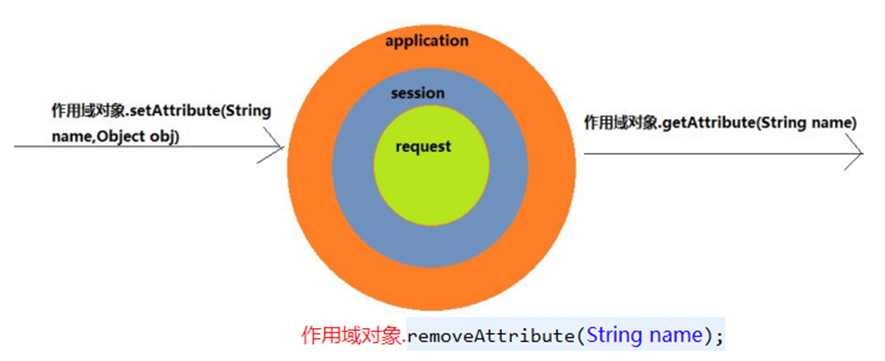 application
session
request
作用域对象.setAttribute(String
name,Object obj)
作用域对象.getAttribute(String name)
作用域对象.removeAttribute(String name);